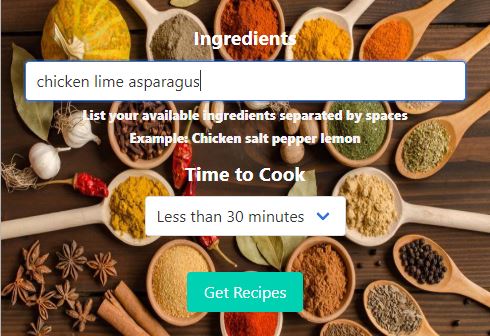 Ingredients
chicken lime asparagus
List your available ingredients separated by spaces
Example: Chicken salt pepper lemon
Time to Cook
Less than 30 minutes
Get Recipes